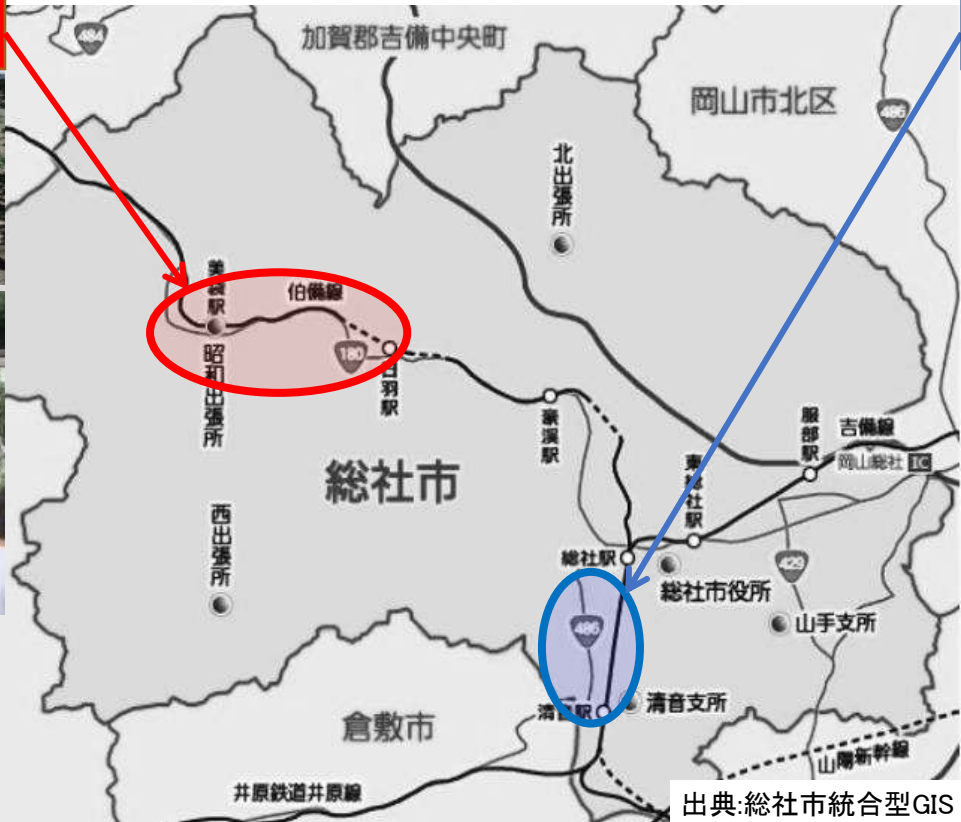 484
加賀郡吉備中央町
岡山市北区
486
北出張所
美袋駅
伯備線
180
昭和出張所
日羽駅
豪渓駅
服部駅
吉備線
岡山総社 IC
東総社駅
総社市
西出張所
総社駅
総社市役所
429
486
山手支所
清音駅
清音支所
倉敷市
山陽新幹線
井原鉄道井原線
出典:総社市統合型GIS